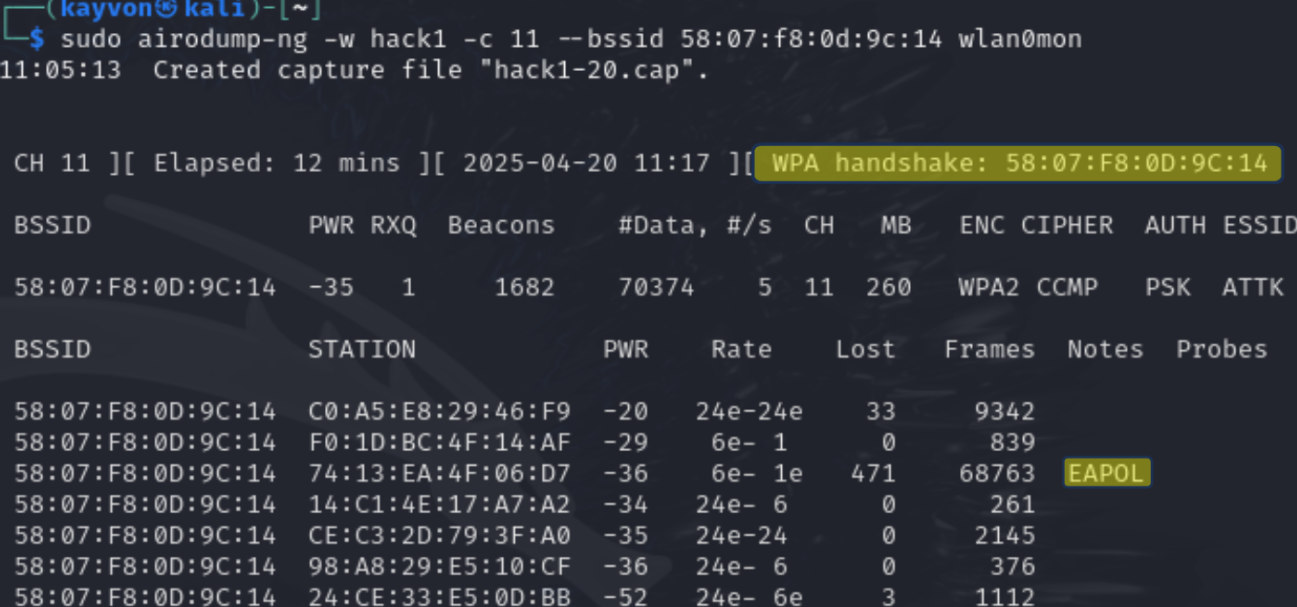 (kayvon㉿kali)-[~]
$ sudo airodump-ng -w hack1 -c 11 --bssid 58:07:f8:0d:9c:14 wlan0mon
11:05:13  Created capture file "hack1-20.cap".
CH 11 ][ Elapsed: 12 mins ][ 2025-04-20 11:17 ][ WPA handshake: 58:07:F8:0D:9C:14
BSSID              PWR RXQ  Beacons    #Data, #/s  CH   MB   ENC CIPHER  AUTH ESSID
58:07:F8:0D:9C:14  -35   1     1682    70374    5  11  260   WPA2 CCMP   PSK  ATTK
BSSID              STATION            PWR    Rate    Lost   Frames  Notes  Probes
58:07:F8:0D:9C:14  C0:A5:E8:29:46:F9  -20   24e-24e    33     9342
58:07:F8:0D:9C:14  F0:1D:BC:4F:14:AF  -29    6e- 1      0      839
58:07:F8:0D:9C:14  74:13:EA:4F:06:D7  -36    6e- 1e   471    68763  EAPOL
58:07:F8:0D:9C:14  14:C1:4E:17:A7:A2  -34   24e- 6      0      261
58:07:F8:0D:9C:14  CE:C3:2D:79:3F:A0  -35   24e-24      0     2145
58:07:F8:0D:9C:14  98:A8:29:E5:10:CF  -36   24e- 6      0      376
58:07:F8:0D:9C:14  24:CE:33:E5:0D:BB  -52   24e- 6e     3     1112